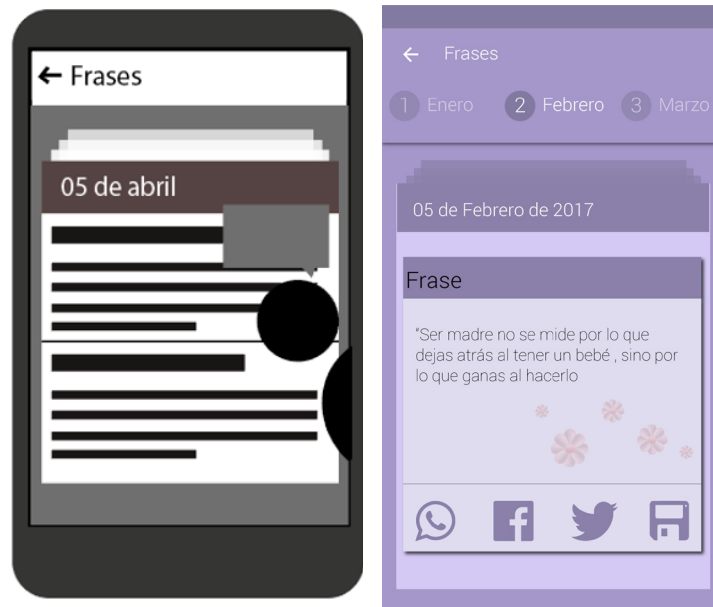 ← Frases
05 de abril
← Frases
1 Enero 2 Febrero 3 Marzo
05 de Febrero de 2017
Frase
“Ser madre no se mide por lo que
dejas atrás al tener un bebé , sino por
lo que ganas al hacerlo